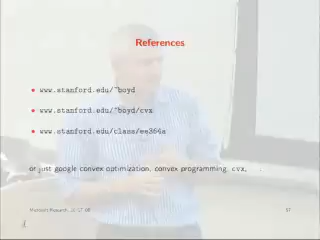 References
• www.stanford.edu/~boyd
• www.stanford.edu/~boyd/cvx
• www.stanford.edu/class/ee364a
or just google convex optimization, convex programming, cvx,